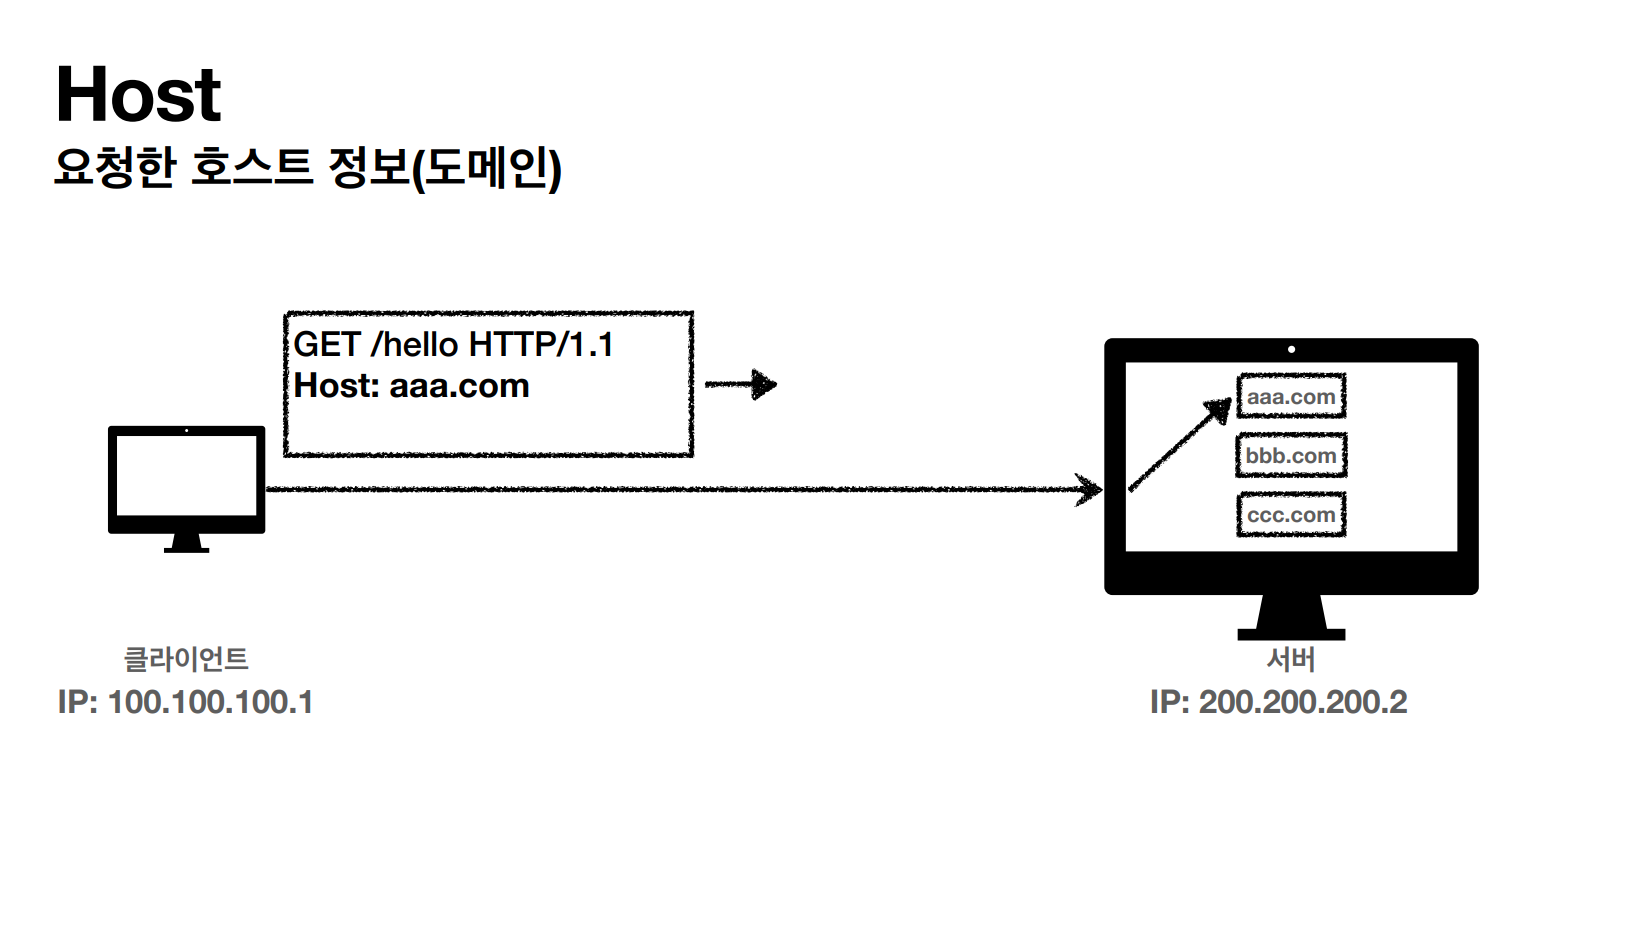 Host
요청한 호스트 정보(도메인)
GET /hello HTTP/1.1
Host: aaa.com
aaa.com
bbb.com
ccc.com
클라이언트
IP: 100.100.100.1
서버
IP: 200.200.200.2